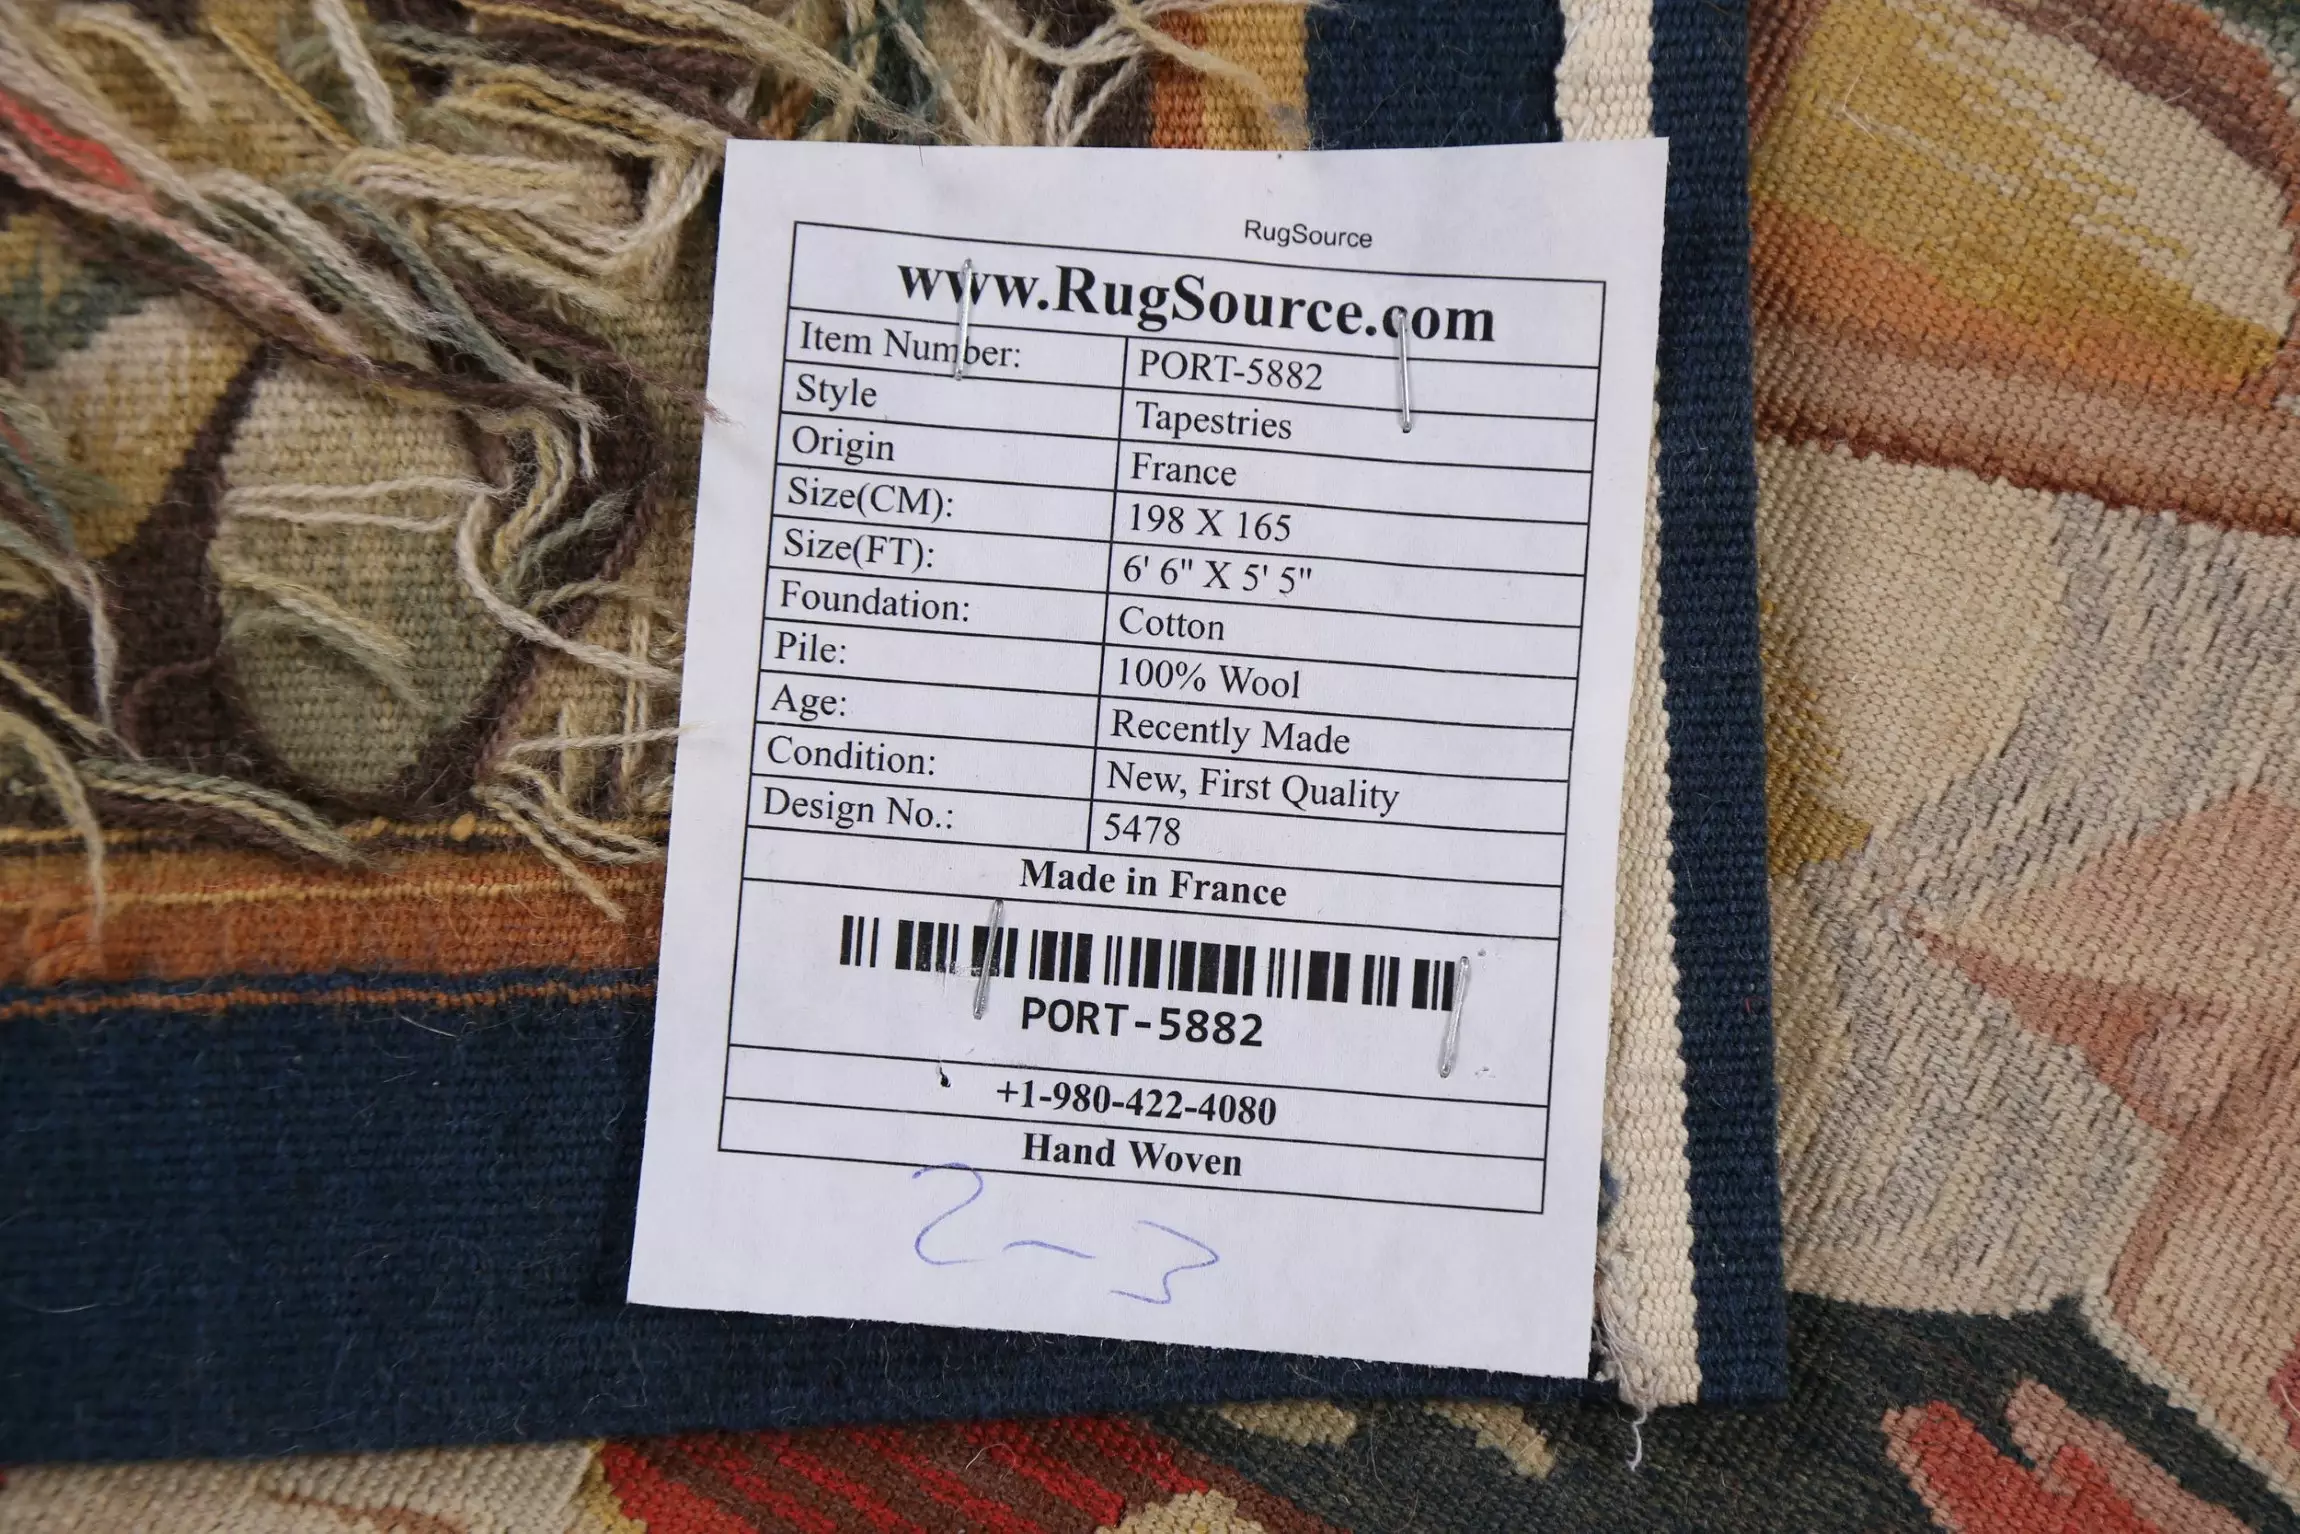 RugSource
www.RugSource.com
Item Number: PORT-5882
Style Tapestries
Origin France
Size(CM): 198 X 165
Size(FT): 6' 6" X 5' 5"
Foundation: Cotton
Pile: 100% Wool
Age: Recently Made
Condition: New, First Quality
Design No.: 5478
Made in France
PORT-5882
+1-980-422-4080
Hand Woven
2-3